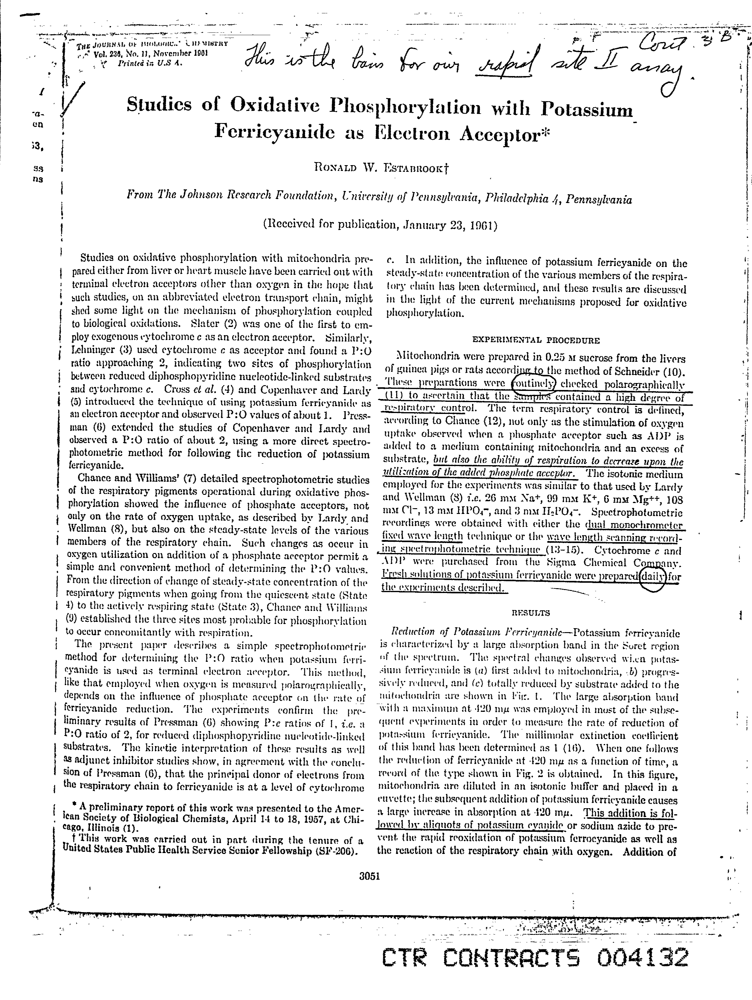 THE JOURNAL OF BIOLOGICAL CHEMISTRY
Vol. 236, No. 11, November 1961
Printed in U.S.A.
This is the basis for our rapid site II assay.
Cont 3 B
Studies of Oxidative Phosphorylation with Potassium
Ferricyanide as Electron Acceptor*
RONALD W. ESTABROOK†
From The Johnson Research Foundation, University of Pennsylvania, Philadelphia 4, Pennsylvania
(Received for publication, January 23, 1961)
Studies on oxidative phosphorylation with mitochondria pre-
pared either from liver or heart muscle have been carried out with
terminal electron acceptors other than oxygen in the hope that
such studies, on an abbreviated electron transport chain, might
shed some light on the mechanism of phosphorylation coupled
to biological oxidations. Slater (2) was one of the first to em-
ploy exogenous cytochrome c as an electron acceptor. Similarly,
Lehninger (3) used cytochrome c as acceptor and found a P:O
ratio approaching 2, indicating two sites of phosphorylation
between reduced diphosphopyridine nucleotide-linked substrates
and cytochrome c. Cross et al. (4) and Copenhaver and Lardy
(5) introduced the technique of using potassium ferricyanide as
an electron acceptor and observed P:O values of about 1. Press-
man (6) extended the studies of Copenhaver and Lardy and
observed a P:O ratio of about 2, using a more direct spectro-
photometric method for following the reduction of potassium
ferricyanide.
Chance and Williams' (7) detailed spectrophotometric studies
of the respiratory pigments operational during oxidative phos-
phorylation showed the influence of phosphate acceptors, not
only on the rate of oxygen uptake, as described by Lardy and
Wellman (8), but also on the steady-state levels of the various
members of the respiratory chain. Such changes as occur in
oxygen utilization on addition of a phosphate acceptor permit a
simple and convenient method of determining the P:O values.
From the direction of change of steady-state concentration of the
respiratory pigments when going from the quiescent state (State
4) to the actively respiring state (State 3), Chance and Williams
(9) established the three sites most probable for phosphorylation
to occur concomitantly with respiration.
The present paper describes a simple spectrophotometric
method for determining the P:O ratio when potassium ferri-
cyanide is used as terminal electron acceptor. This method,
like that employed when oxygen is measured polarographically,
depends on the influence of phosphate acceptor on the rate of
ferricyanide reduction. The experiments confirm the pre-
liminary results of Pressman (6) showing P:e ratios of 1, i.e. a
P:O ratio of 2, for reduced diphosphopyridine nucleotide-linked
substrates. The kinetic interpretation of these results as well
as adjunct inhibitor studies show, in agreement with the conclu-
sion of Pressman (6), that the principal donor of electrons from
the respiratory chain to ferricyanide is at a level of cytochrome
* A preliminary report of this work was presented to the Amer-
ican Society of Biological Chemists, April 14 to 18, 1957, at Chi-
cago, Illinois (1).
† This work was carried out in part during the tenure of a
United States Public Health Service Senior Fellowship (SF-206).
c. In addition, the influence of potassium ferricyanide on the
steady-state concentration of the various members of the respira-
tory chain has been determined, and these results are discussed
in the light of the current mechanisms proposed for oxidative
phosphorylation.
EXPERIMENTAL PROCEDURE
Mitochondria were prepared in 0.25 M sucrose from the livers
of guinea pigs or rats according to the method of Schneider (10).
These preparations were routinely checked polarographically
(11) to ascertain that the samples contained a high degree of
respiratory control. The term respiratory control is defined,
according to Chance (12), not only as the stimulation of oxygen
uptake observed when a phosphate acceptor such as ADP is
added to a medium containing mitochondria and an excess of
substrate, but also the ability of respiration to decrease upon the
utilization of the added phosphate acceptor. The isotonic medium
employed for the experiments was similar to that used by Lardy
and Wellman (8) i.e. 26 mM Na+, 99 mM K+, 6 mM Mg++, 108
mM Cl-, 13 mM HPO4-, and 3 mM H2PO4-. Spectrophotometric
recordings were obtained with either the dual monochrometer
fixed wave length technique or the wave length scanning record-
ing spectrophotometric technique (13-15). Cytochrome c and
ADP were purchased from the Sigma Chemical Company.
Fresh solutions of potassium ferricyanide were prepared daily for
the experiments described.
RESULTS
Reduction of Potassium Ferricyanide—Potassium ferricyanide
is characterized by a large absorption band in the Soret region
of the spectrum. The spectral changes observed when potas-
sium ferricyanide is (a) first added to mitochondria, (b) progres-
sively reduced, and (c) totally reduced by substrate added to the
mitochondria are shown in Fig. 1. The large absorption band
with a maximum at 420 mμ was employed in most of the subse-
quent experiments in order to measure the rate of reduction of
potassium ferricyanide. The millimolar extinction coefficient
of this band has been determined as 1 (16). When one follows
the reduction of ferricyanide at 420 mμ as a function of time, a
record of the type shown in Fig. 2 is obtained. In this figure,
mitochondria are diluted in an isotonic buffer and placed in a
cuvette; the subsequent addition of potassium ferricyanide causes
a large increase in absorption at 420 mμ. This addition is fol-
lowed by aliquots of potassium cyanide or sodium azide to pre-
vent the rapid reoxidation of potassium ferrocyanide as well as
the reaction of the respiratory chain with oxygen. Addition of
3051
CTR CONTRACTS 004132